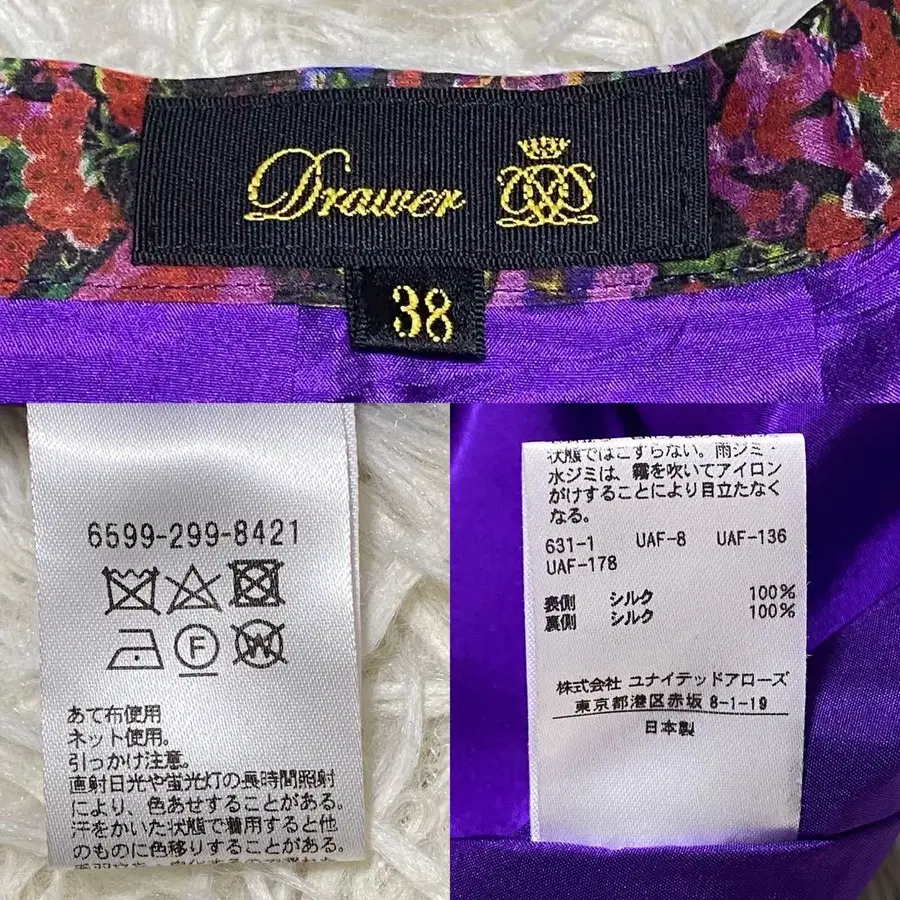 Drawer
38
6599-299-8421
F
W
あて布使用
ネット使用。
引っかけ注意。
直射日光や蛍光灯の長時間照射
により、色あせすることがある。
汗をかいた状態で着用すると他
のものに色移りすることがある。
状態ではこすらない。雨ジミ・
水ジミは、霧を吹いてアイロン
がけすることにより目立たなく
なる。
631-1 UAF-8 UAF-136
UAF-178
表側 シルク 100%
裏側 シルク 100%
株式会社 ユナイテッドアローズ
東京都港区赤坂 8-1-19
日本製